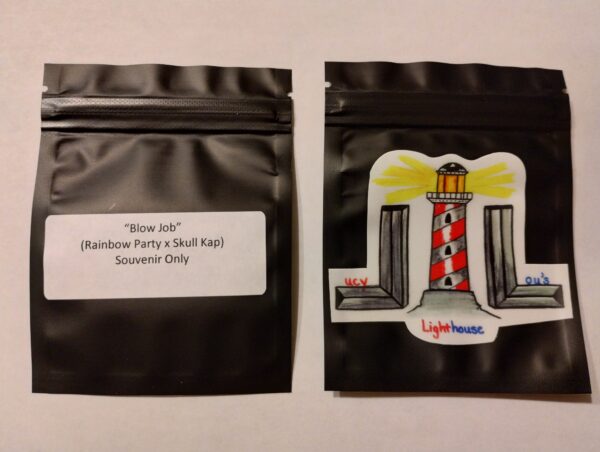 "Blow Job"
(Rainbow Party x Skull Kap)
Souvenir Only
ucy
ou's
Lighthouse